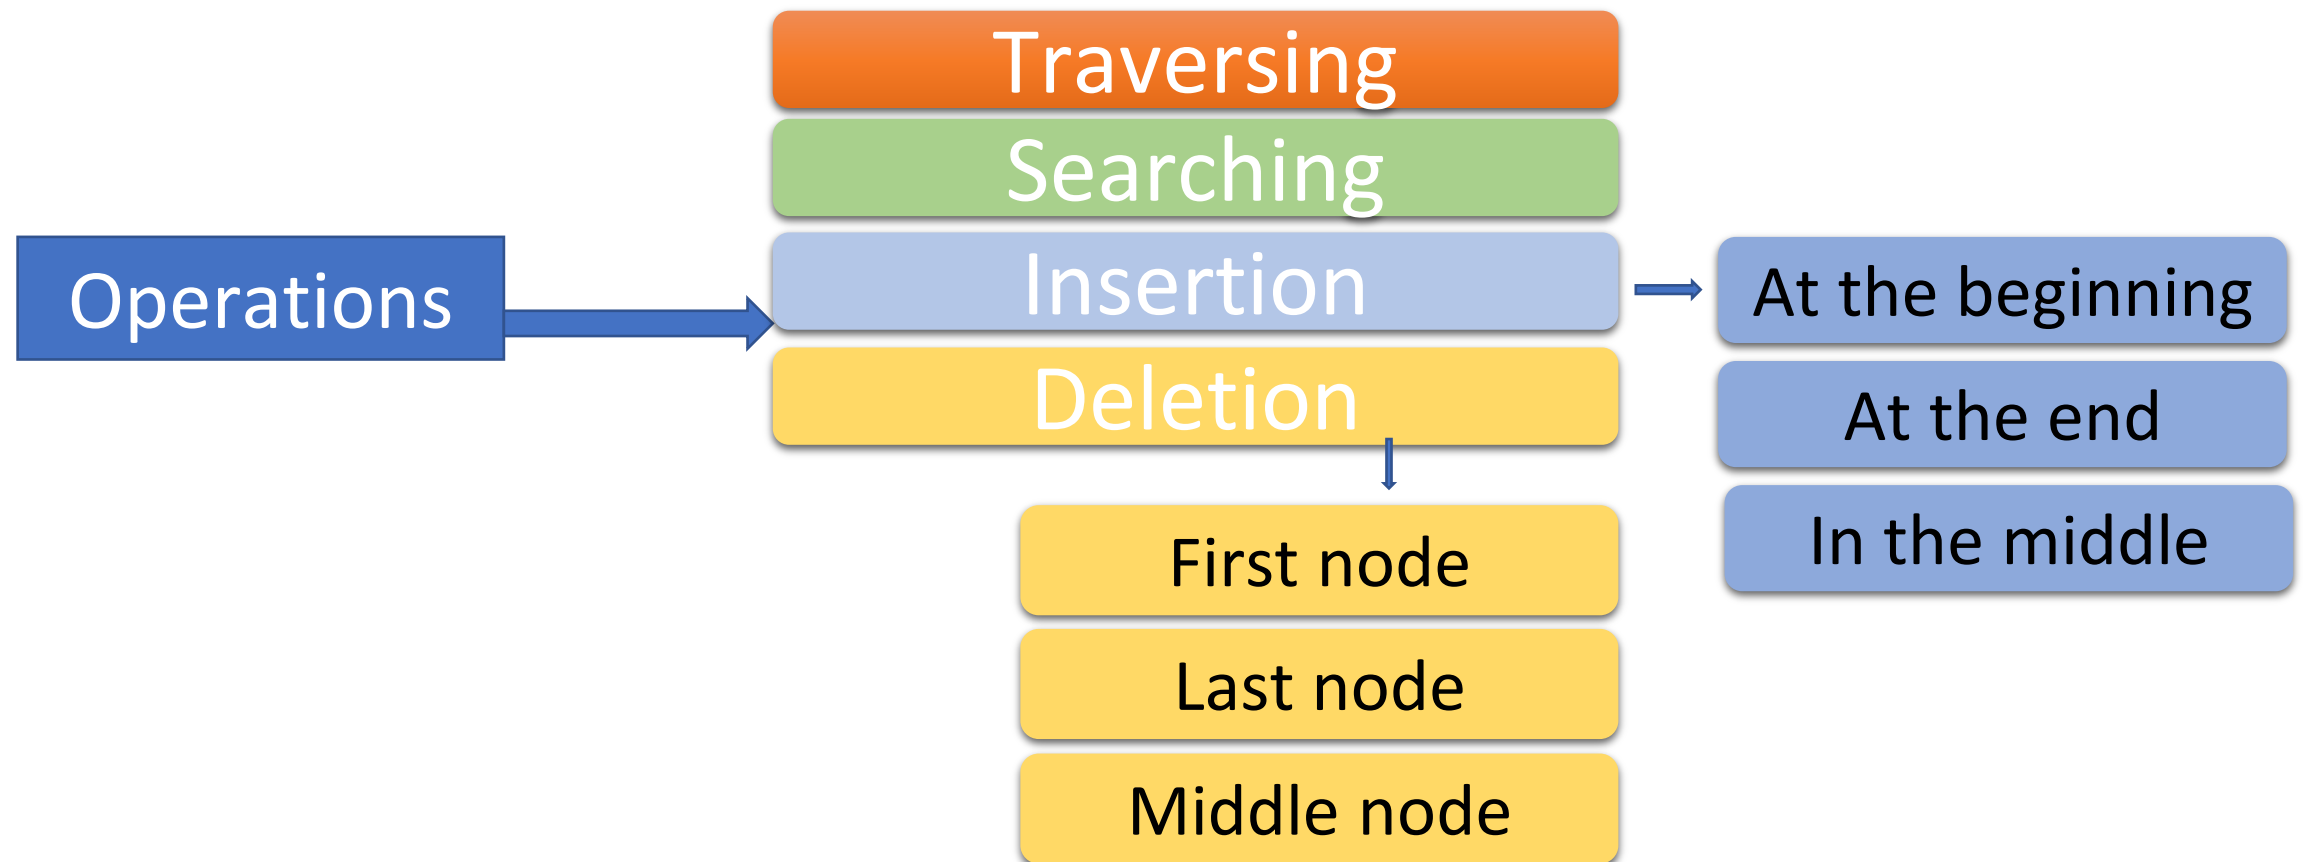 Operations
Traversing
Searching
Insertion
Deletion
At the beginning
At the end
In the middle
First node
Last node
Middle node